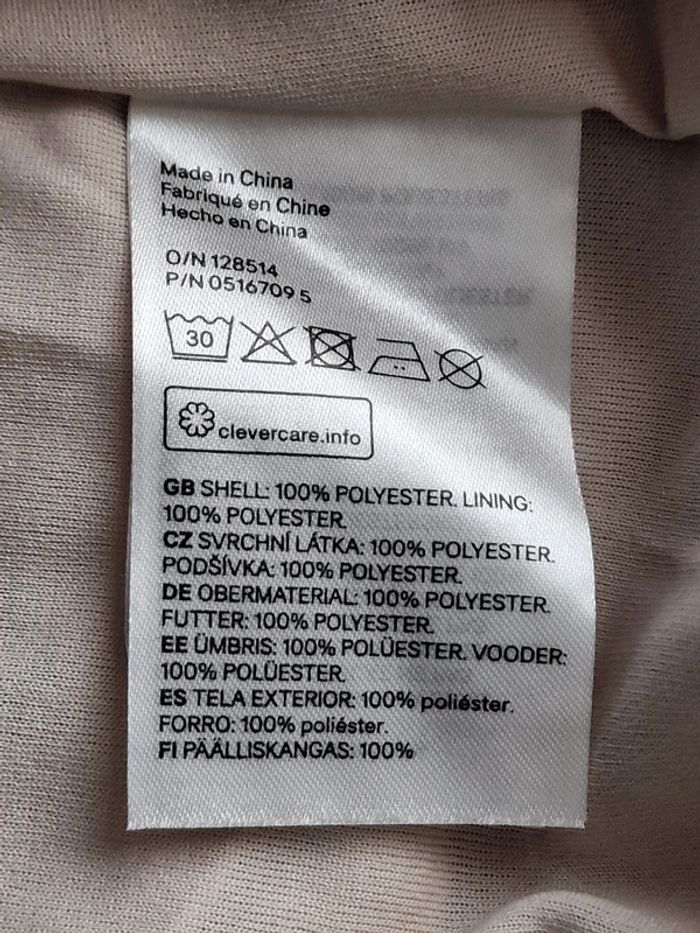 Made in China
Fabriqué en Chine
Hecho en China
O/N 128514
P/N 0516709 5
30
clevercare.info
GB SHELL: 100% POLYESTER. LINING:
100% POLYESTER.
CZ SVRCHNÍ LÁTKA: 100% POLYESTER.
PODŠÍVKA: 100% POLYESTER.
DE OBERMATERIAL: 100% POLYESTER.
FUTTER: 100% POLYESTER.
EE ÜMBRIS: 100% POLÜESTER. VOODER:
100% POLÜESTER.
ES TELA EXTERIOR: 100% poliéster.
FORRO: 100% poliéster.
FI PÄÄLLISKANGAS: 100%